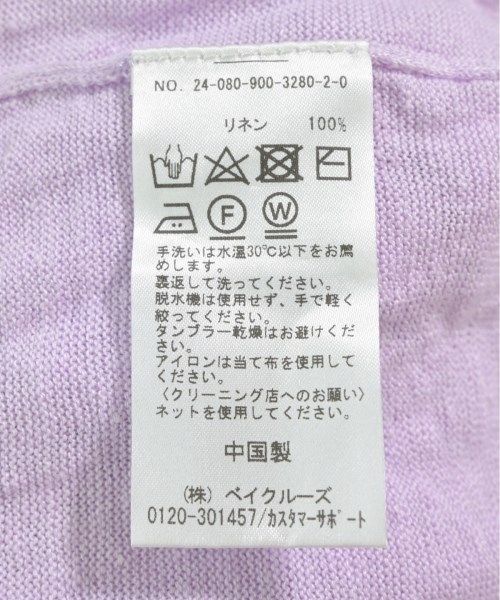 NO. 24-080-900-3280-2-0
リネン 100%
F W
手洗いは水温30℃以下をお薦
めします。
裏返して洗ってください。
脱水機は使用せず、手で軽く
絞ってください。
タンブラー乾燥はお避けくだ
さい。
アイロンは当て布を使用して
ください。
〈クリーニング店へのお願い〉
ネットを使用してください。
中国製
(株) ベイクルーズ
0120-301457/カスタマーサポート